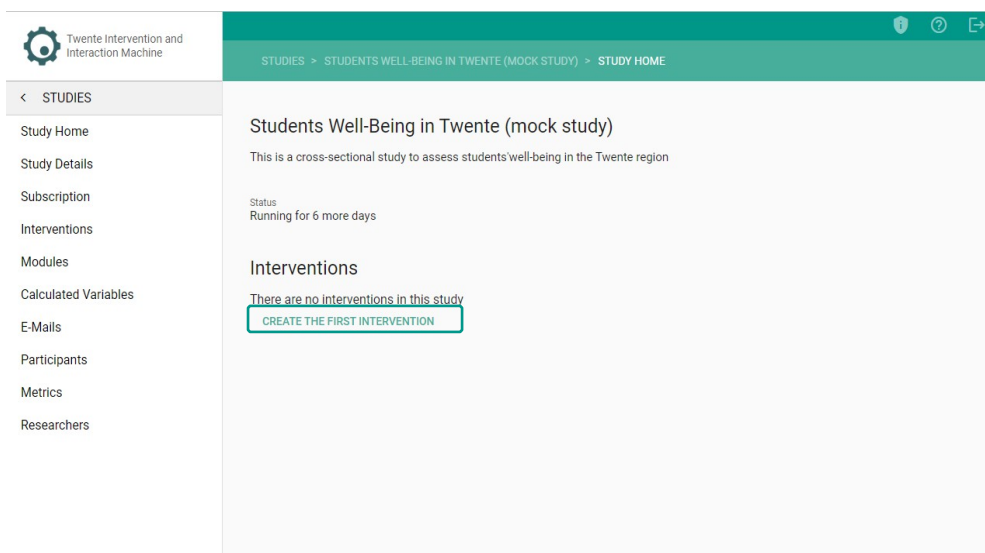 Twente Intervention and
Interaction Machine
STUDIES > STUDENTS WELL-BEING IN TWENTE (MOCK STUDY) > STUDY HOME
< STUDIES
Study Home
Study Details
Subscription
Interventions
Modules
Calculated Variables
E-Mails
Participants
Metrics
Researchers
Students Well-Being in Twente (mock study)
This is a cross-sectional study to assess students'well-being in the Twente region
Status
Running for 6 more days
Interventions
There are no interventions in this study
CREATE THE FIRST INTERVENTION